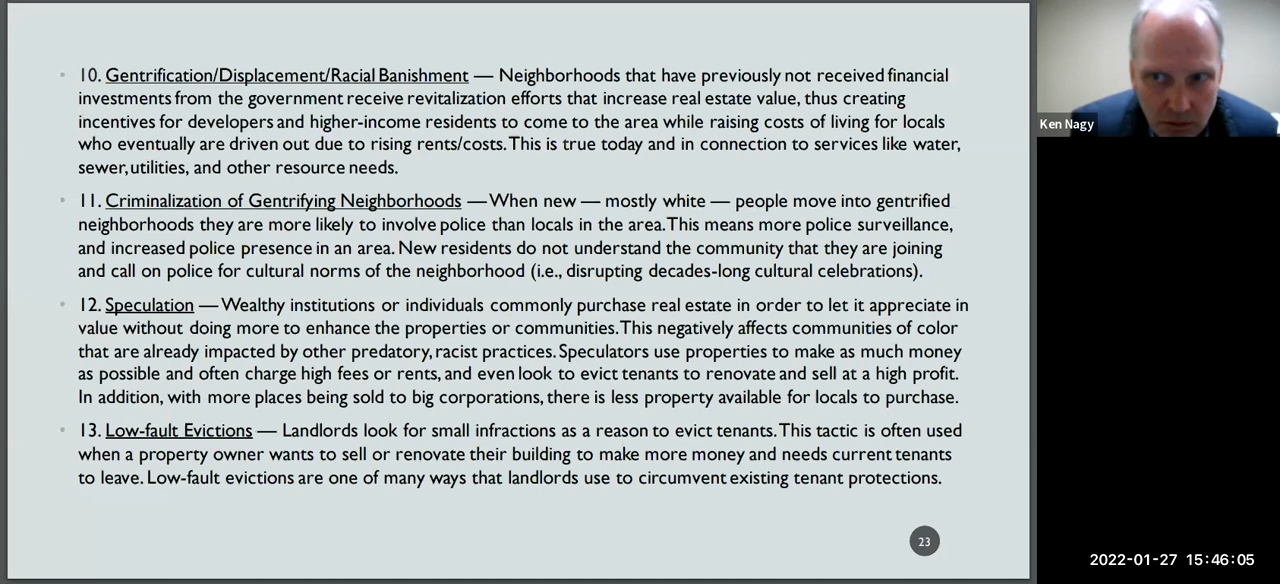 • 10. Gentrification/Displacement/Racial Banishment — Neighborhoods that have previously not received financial
investments from the government receive revitalization efforts that increase real estate value, thus creating
incentives for developers and higher-income residents to come to the area while raising costs of living for locals
who eventually are driven out due to rising rents/costs. This is true today and in connection to services like water,
sewer, utilities, and other resource needs.
• 11. Criminalization of Gentrifying Neighborhoods — When new — mostly white — people move into gentrified
neighborhoods they are more likely to involve police than locals in the area. This means more police surveillance,
and increased police presence in an area. New residents do not understand the community that they are joining
and call on police for cultural norms of the neighborhood (i.e., disrupting decades-long cultural celebrations).
• 12. Speculation — Wealthy institutions or individuals commonly purchase real estate in order to let it appreciate in
value without doing more to enhance the properties or communities. This negatively affects communities of color
that are already impacted by other predatory, racist practices. Speculators use properties to make as much money
as possible and often charge high fees or rents, and even look to evict tenants to renovate and sell at a high profit.
In addition, with more places being sold to big corporations, there is less property available for locals to purchase.
• 13. Low-fault Evictions — Landlords look for small infractions as a reason to evict tenants. This tactic is often used
when a property owner wants to sell or renovate their building to make more money and needs current tenants
to leave. Low-fault evictions are one of many ways that landlords use to circumvent existing tenant protections.
23
Ken Nagy
2022-01-27 15:46:05